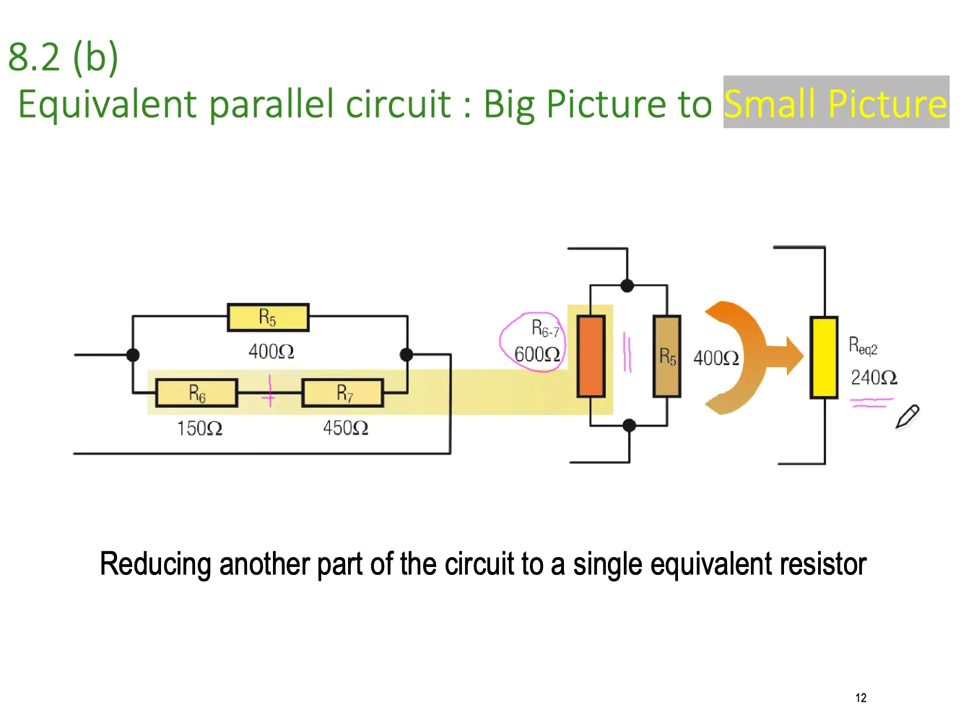 8.2 (b)
Equivalent parallel circuit : Big Picture to Small Picture
R5
400Ω
R6
R7
150Ω
450Ω
R6-7
600Ω
R5
400Ω
Req2
240Ω
Reducing another part of the circuit to a single equivalent resistor
12